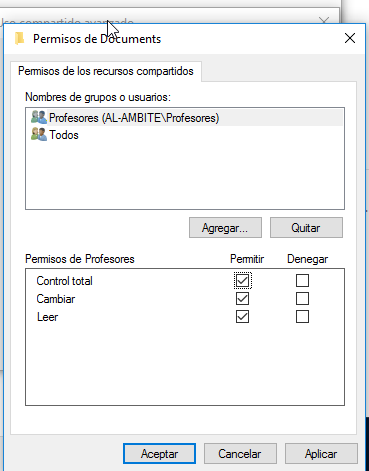 Uso compartido avanzado
Permisos de Documents
Permisos de los recursos compartidos
Nombres de grupos o usuarios:
Profesores (AL-AMBITE\Profesores)
Todos
Agregar...
Quitar
Permisos de Profesores
Permitir
Denegar
Control total
Cambiar
Leer
Aceptar
Cancelar
Aplicar